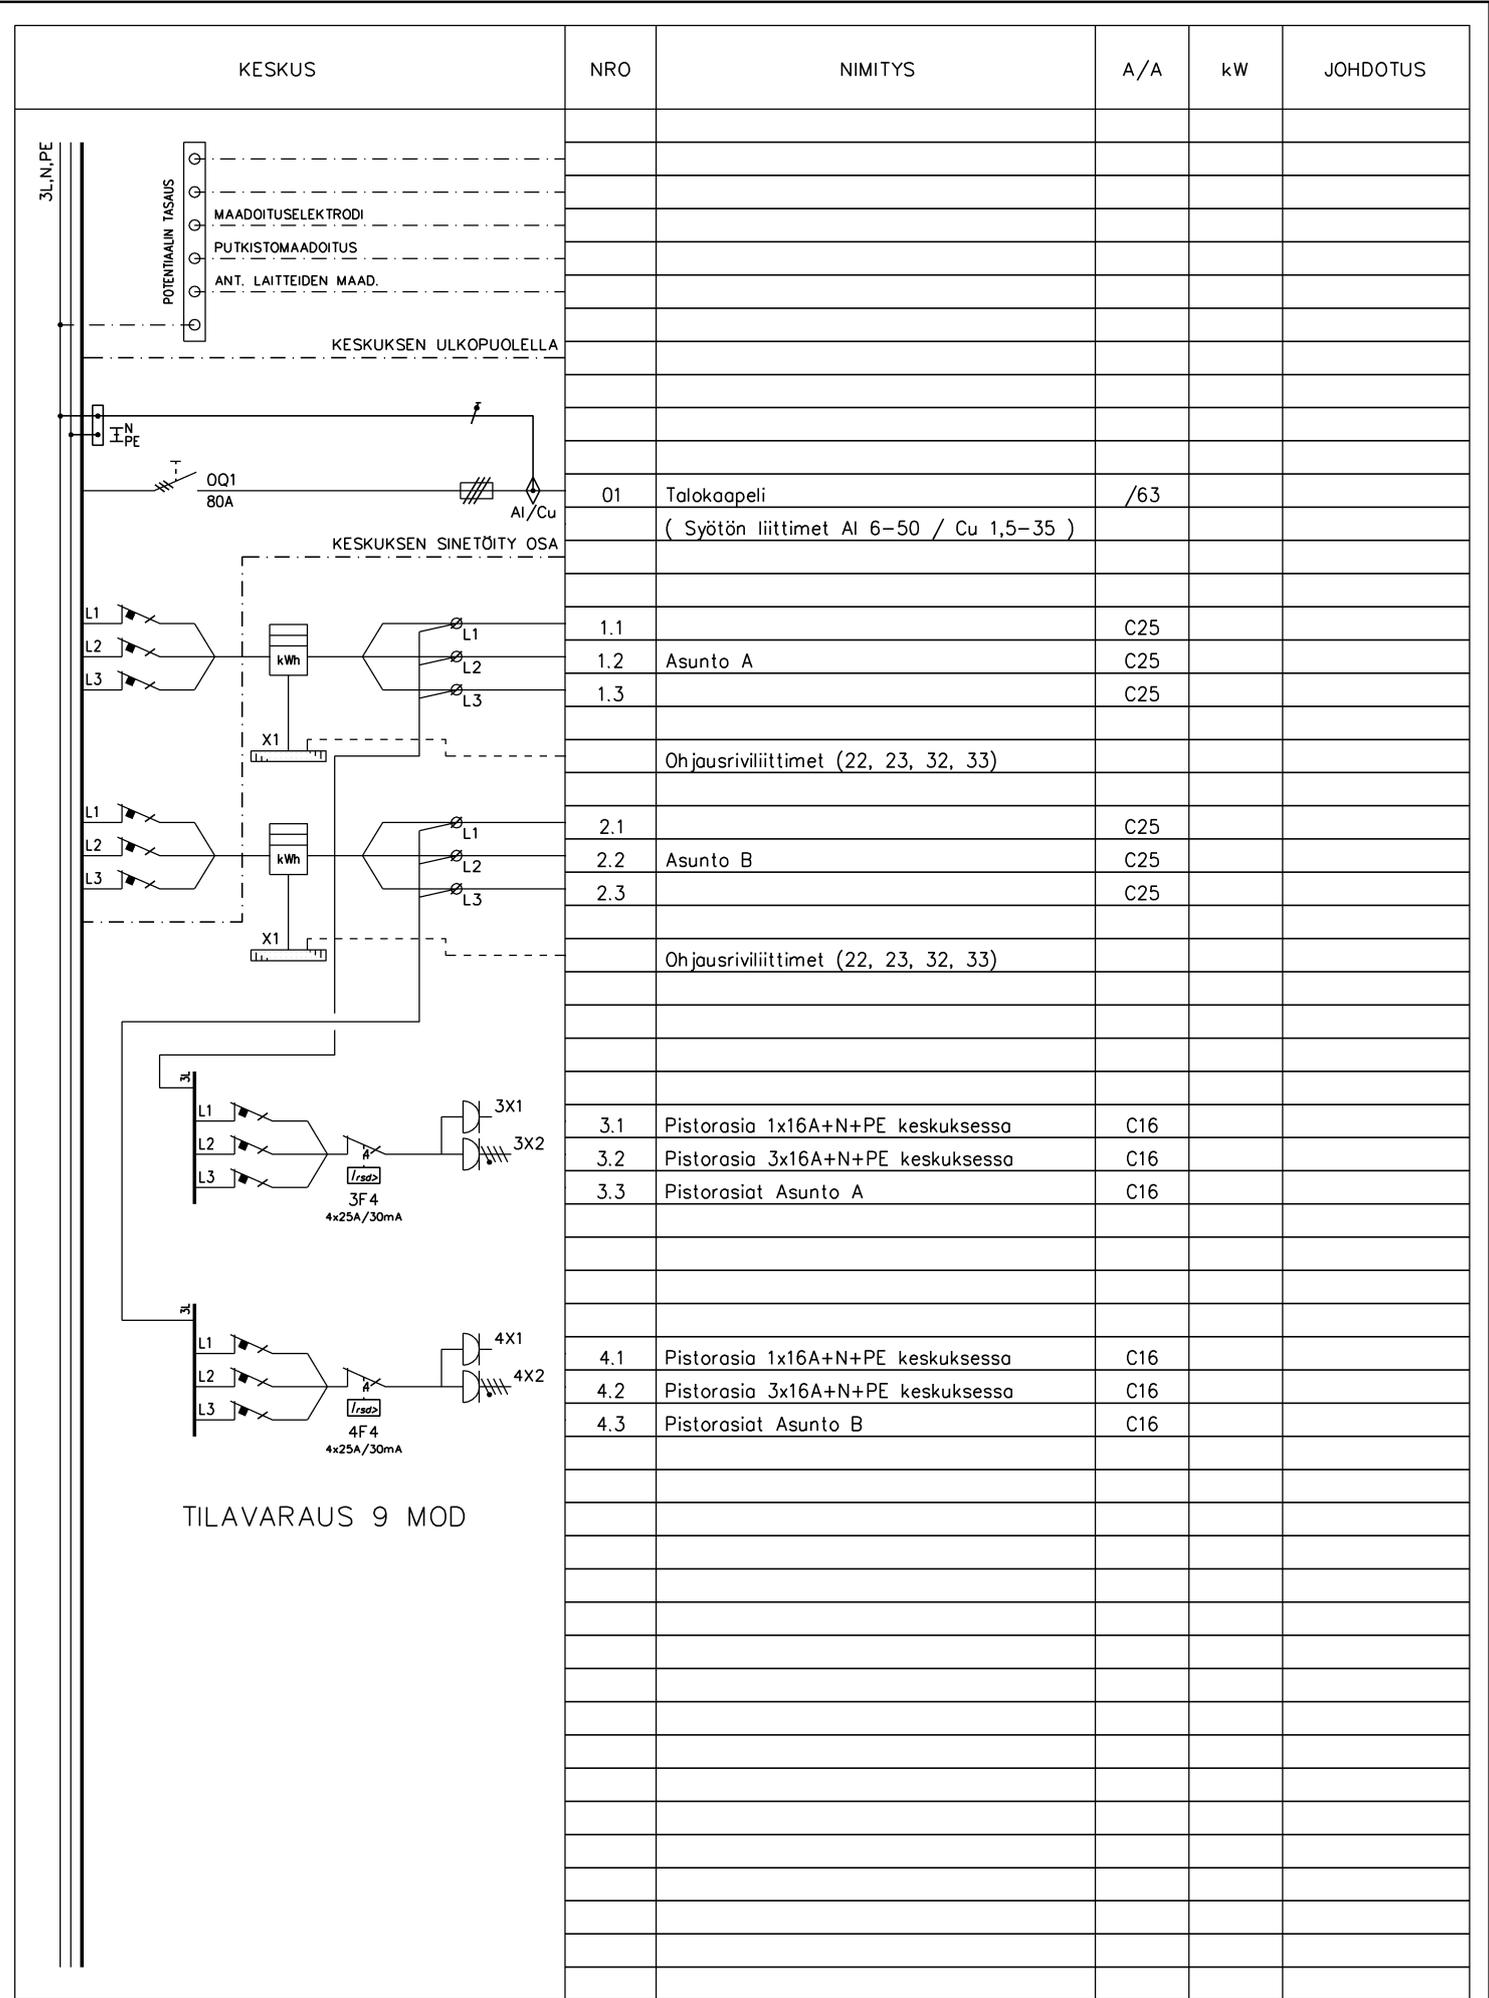 KESKUS NRO NIMITYS A/A kW JOHDOTUS
3L,N,PE
POTENTIAALIN TASAUS
MAADOITUSELEKTRODI
PUTKISTOMAADOITUS
ANT. LAITTEIDEN MAAD.
KESKUKSEN ULKOPUOLELLA
N
PE
0Q1
80A
Al/Cu
01 Talokaapeli /63
( Syötön liittimet Al 6-50 / Cu 1,5-35 )
KESKUKSEN SINETÖITY OSA
L1 L1 1.1 C25
L2 kWh L2 1.2 Asunto A C25
L3 L3 1.3 C25
X1
Ohjausriviliittimet (22, 23, 32, 33)
L1 L1 2.1 C25
L2 kWh L2 2.2 Asunto B C25
L3 L3 2.3 C25
X1
Ohjausriviliittimet (22, 23, 32, 33)
3L
L1 3X1 3.1 Pistorasia 1x16A+N+PE keskuksessa C16
L2 4 3X2 3.2 Pistorasia 3x16A+N+PE keskuksessa C16
L3 Irsd> 3.3 Pistorasiat Asunto A C16
3F4
4x25A/30mA
3L
L1 4X1 4.1 Pistorasia 1x16A+N+PE keskuksessa C16
L2 4 4X2 4.2 Pistorasia 3x16A+N+PE keskuksessa C16
L3 Irsd> 4.3 Pistorasiat Asunto B C16
4F4
4x25A/30mA
TILAVARAUS 9 MOD